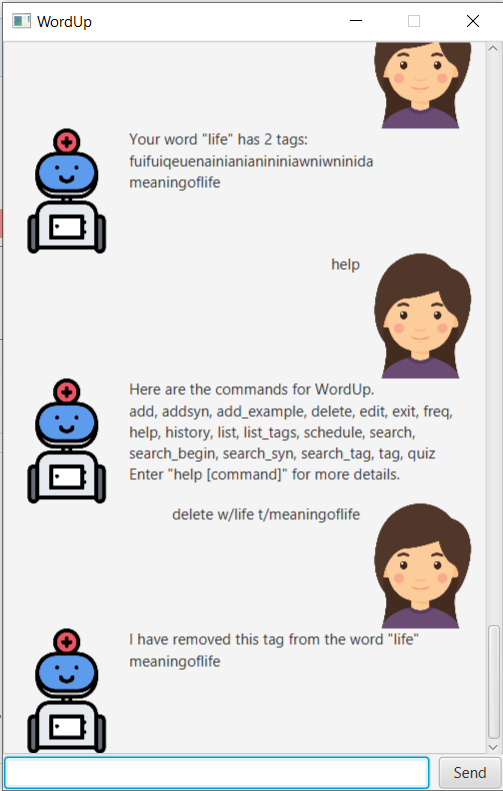 WordUp
Your word "life" has 2 tags:
fuifuiqeuenainianianininiawniwninida
meaningoflife
help
Here are the commands for WordUp.
add, addsyn, add_example, delete, edit, exit, freq,
help, history, list, list_tags, schedule, search,
search_begin, search_syn, search_tag, tag, quiz
Enter "help [command]" for more details.
delete w/life t/meaningoflife
I have removed this tag from the word "life"
meaningoflife
Send